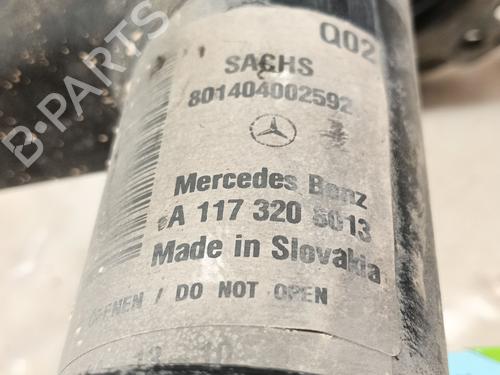 Q02
SACHS
801404002592
Mercedes Benz
A 117 320 5013
Made in Slovakia
/ DO NOT OPEN
B-PARTS